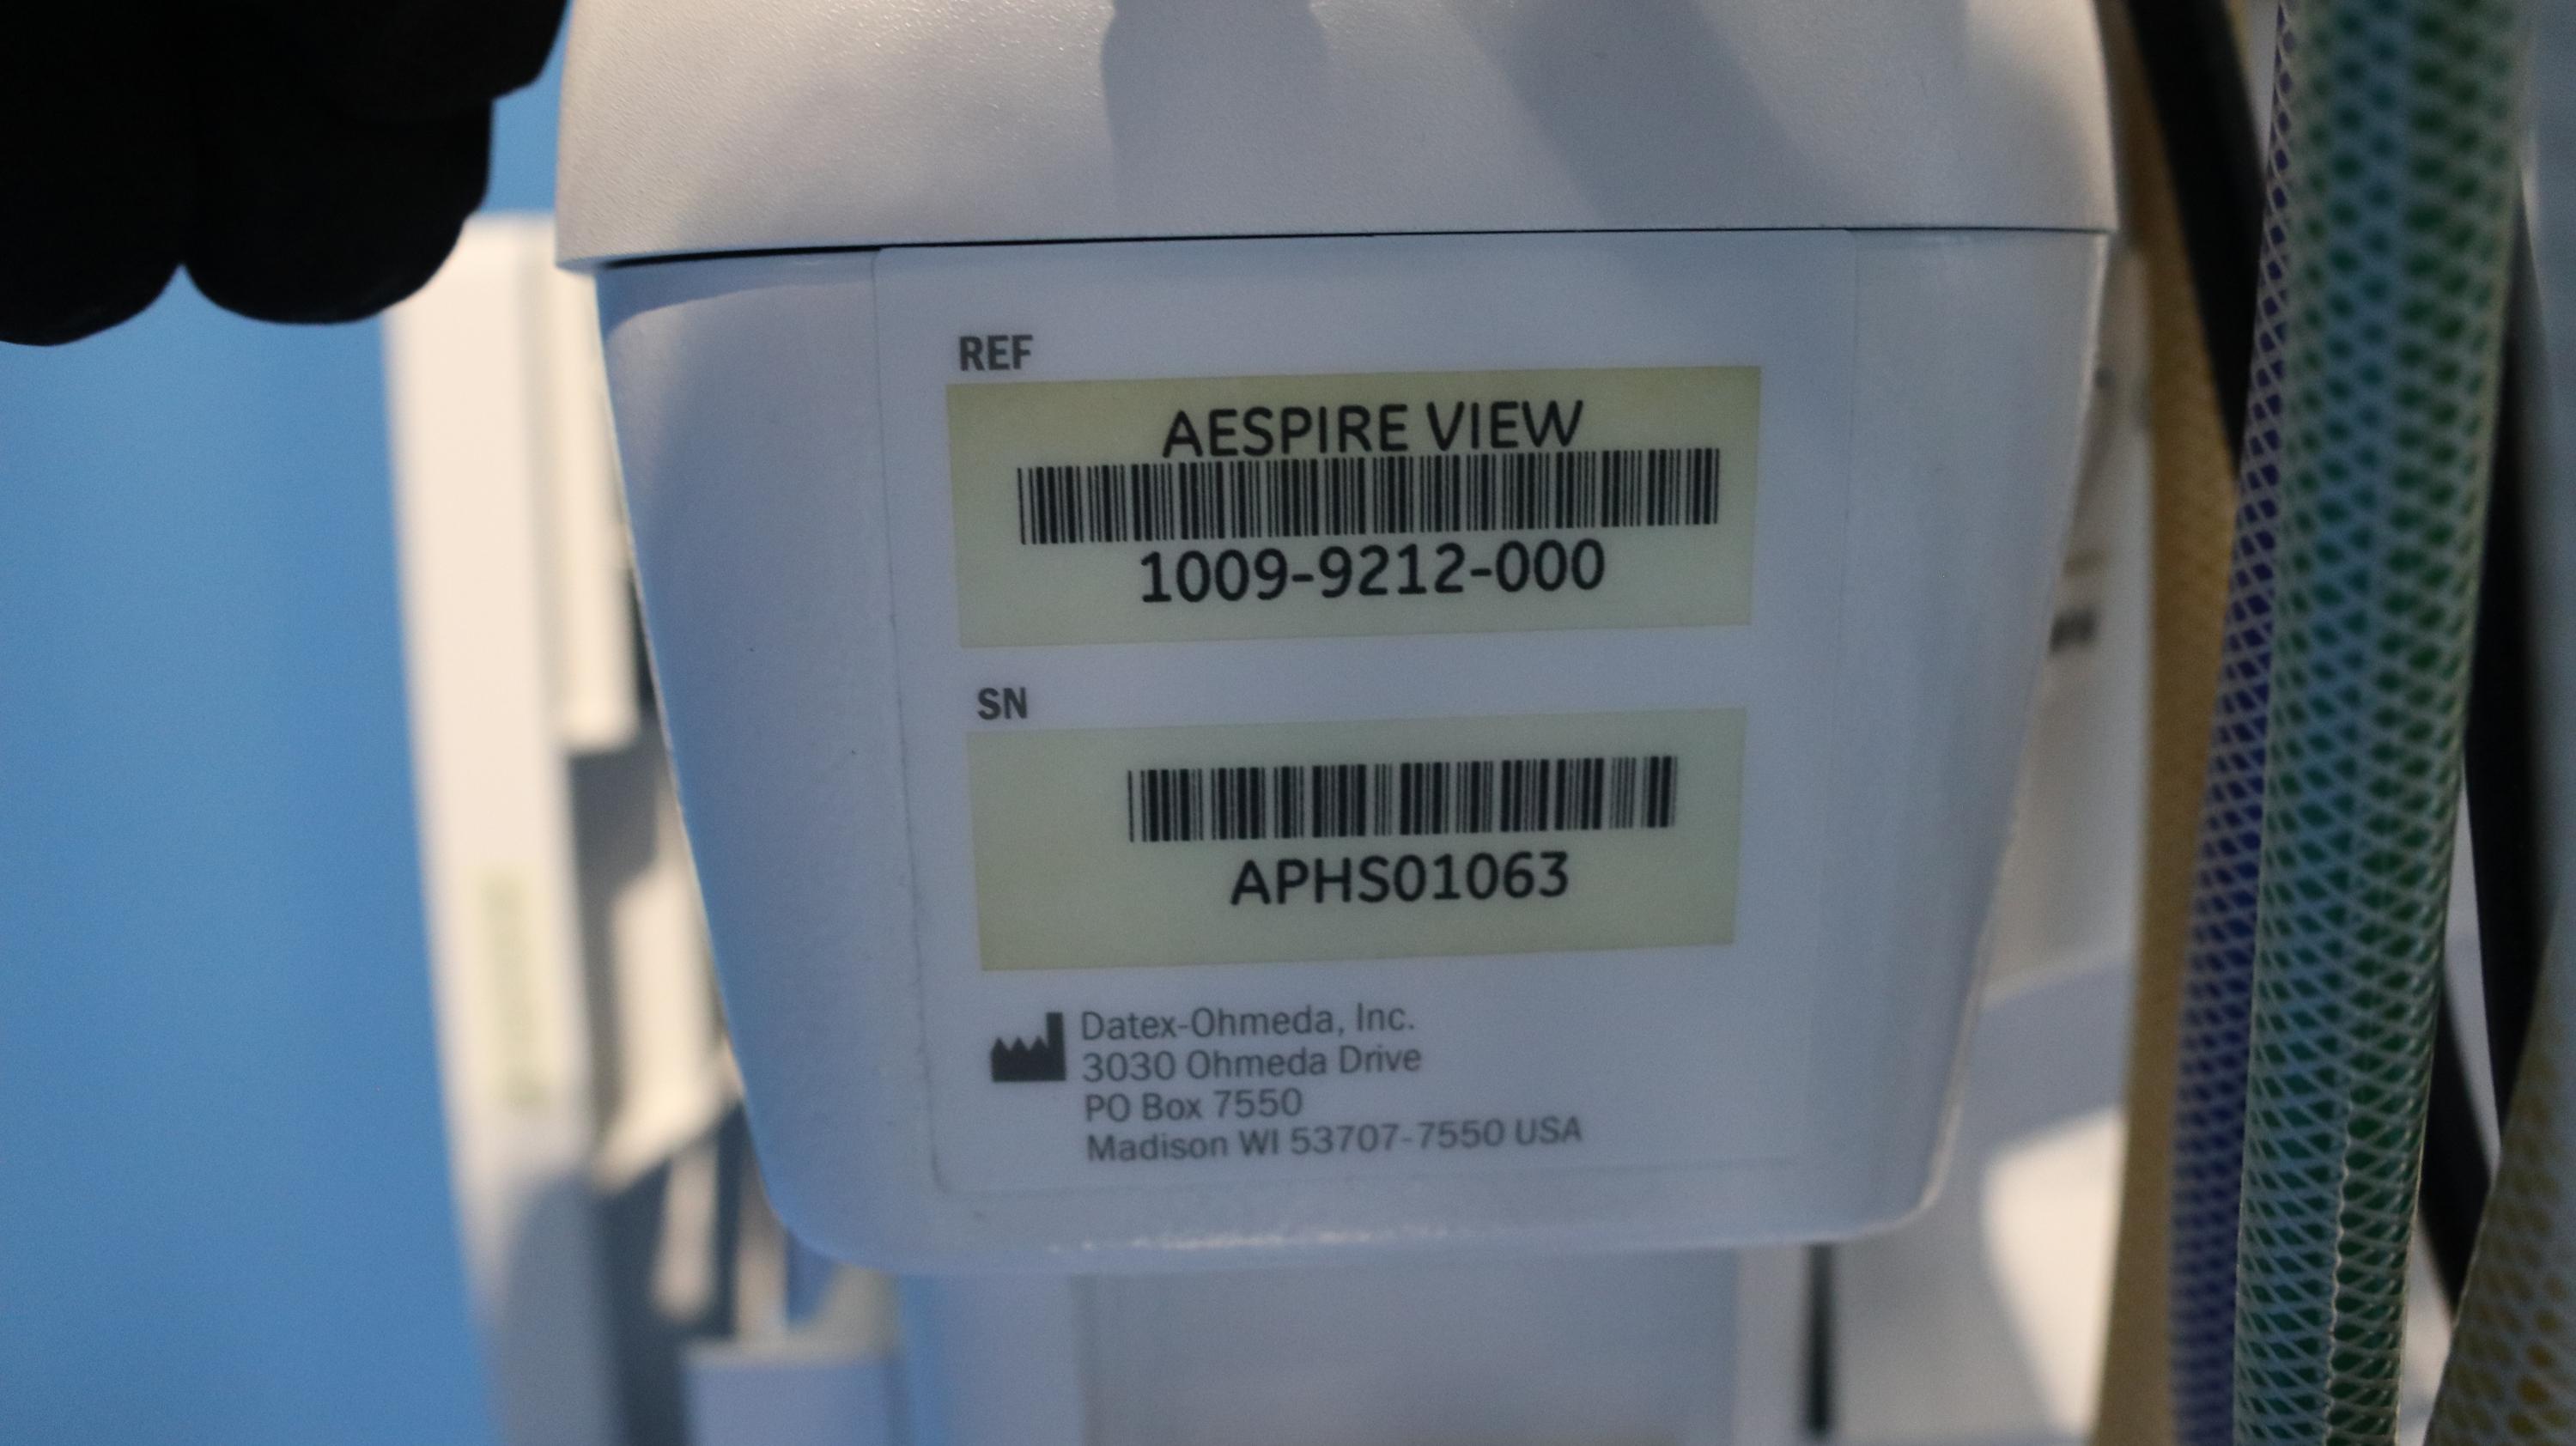 REF
AESPIRE VIEW
1009-9212-000
SN
APHS01063
Datex-Ohmeda, Inc.
3030 Ohmeda Drive
PO Box 7550
Madison WI 53707-7550 USA